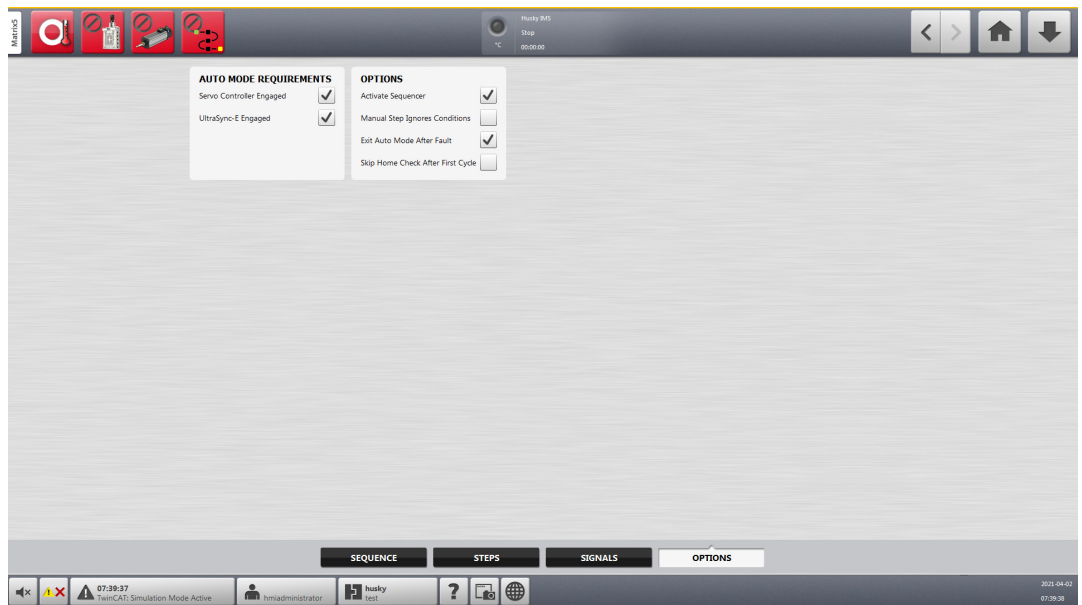 Matrix5
°C
Husky IMS
Stop
00:00:00
AUTO MODE REQUIREMENTS
Servo Controller Engaged
UltraSync-E Engaged
OPTIONS
Activate Sequencer
Manual Step Ignores Conditions
Exit Auto Mode After Fault
Skip Home Check After First Cycle
SEQUENCE
STEPS
SIGNALS
OPTIONS
07:39:37
TwinCAT: Simulation Mode Active
hmiadministrator
husky
test
?
2021-04-02
07:39:38